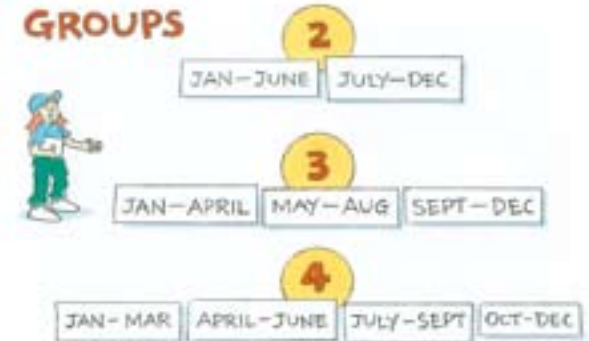 GROUPS
2
JAN-JUNE JULY-DEC
3
JAN-APRIL MAY-AUG SEPT-DEC
4
JAN-MAR APRIL-JUNE JULY-SEPT OCT-DEC